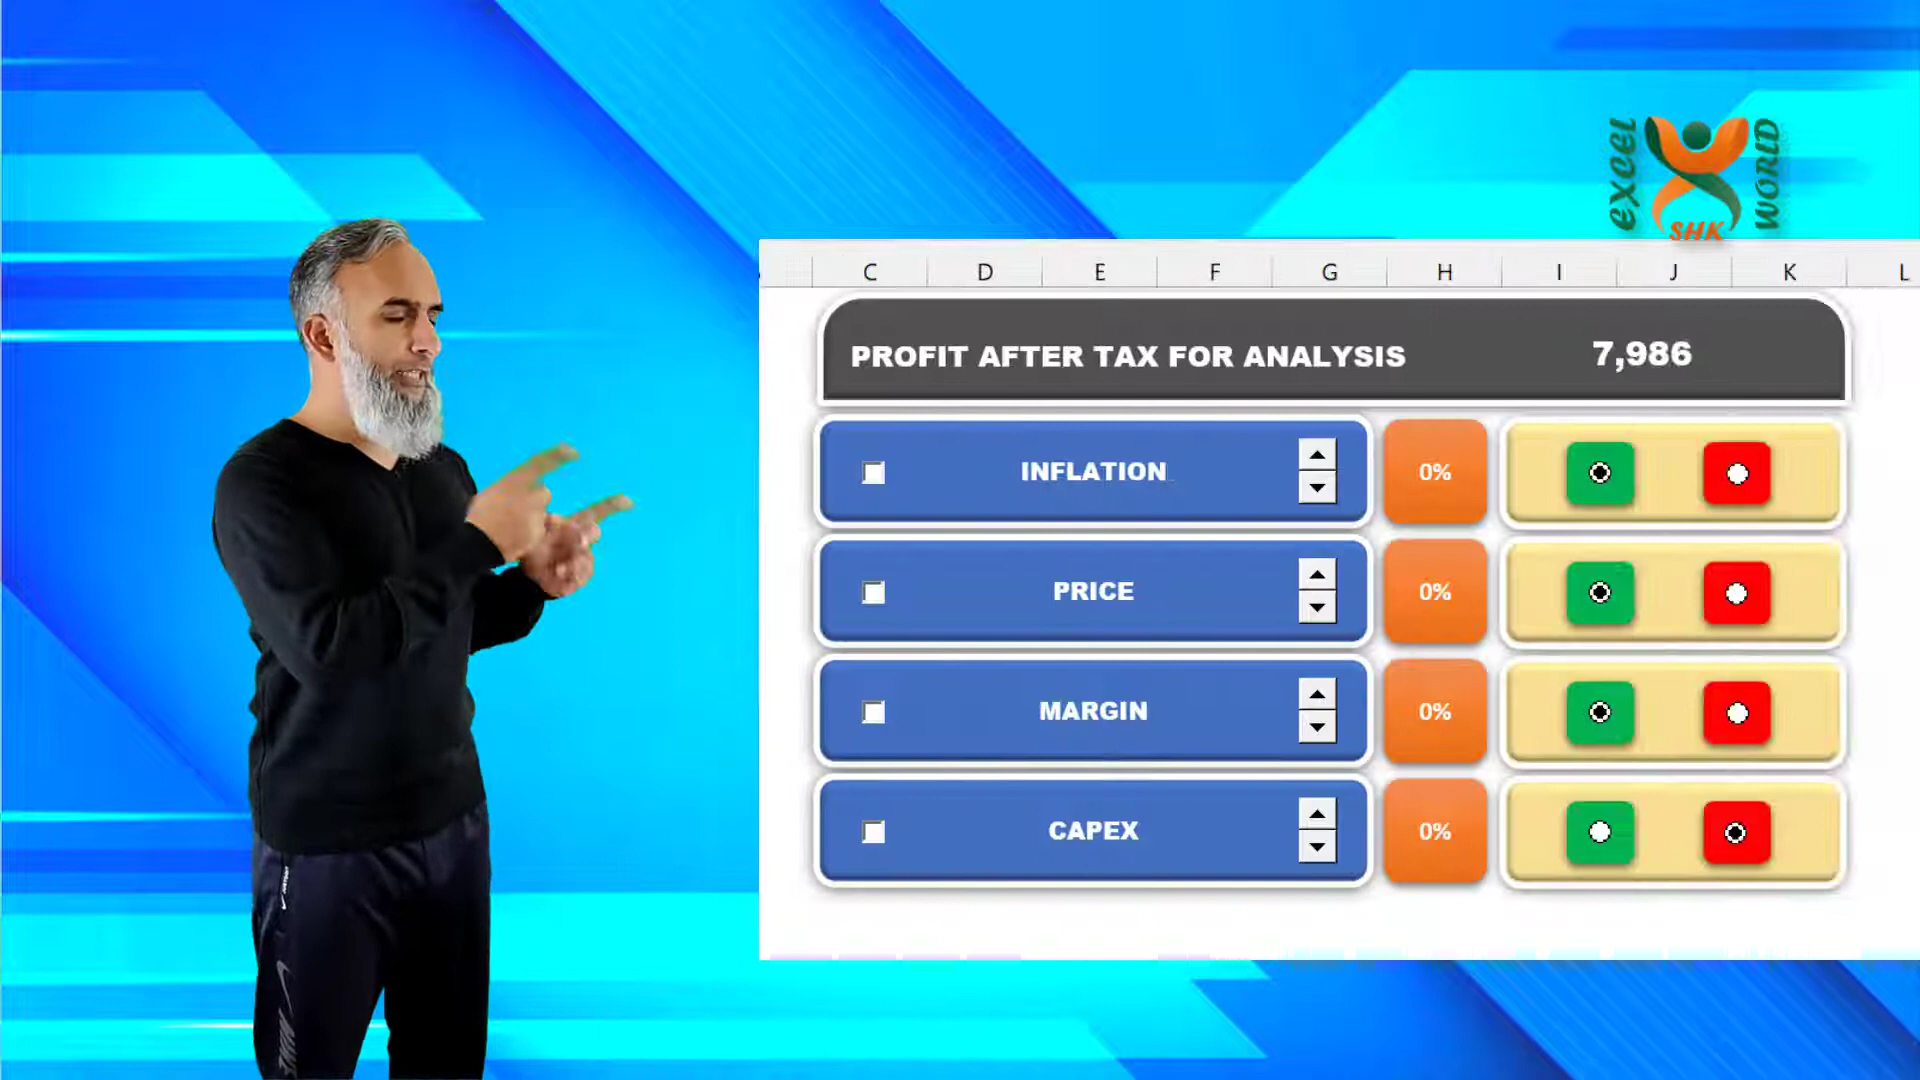 EXCEL
WORLD
SHK
C D E F G H I J K L
PROFIT AFTER TAX FOR ANALYSIS 7,986
INFLATION 0%
PRICE 0%
MARGIN 0%
CAPEX 0%